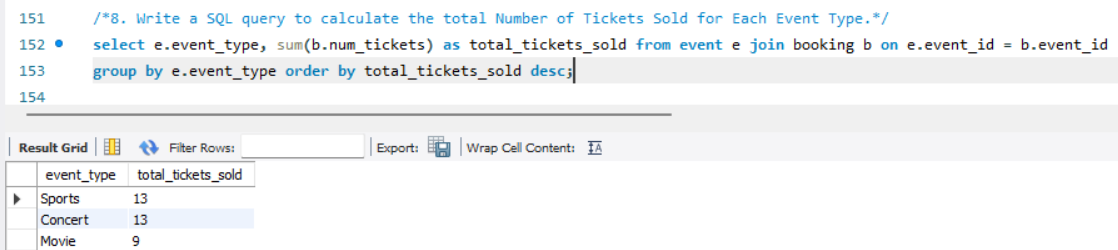 151 /*8. Write a SQL query to calculate the total Number of Tickets Sold for Each Event Type.*/
152 select e.event_type, sum(b.num_tickets) as total_tickets_sold from event e join booking b on e.event_id = b.event_id
153 group by e.event_type order by total_tickets_sold desc;
154
Result Grid Filter Rows: Export: Wrap Cell Content: IA
event_type total_tickets_sold
Sports 13
Concert 13
Movie 9